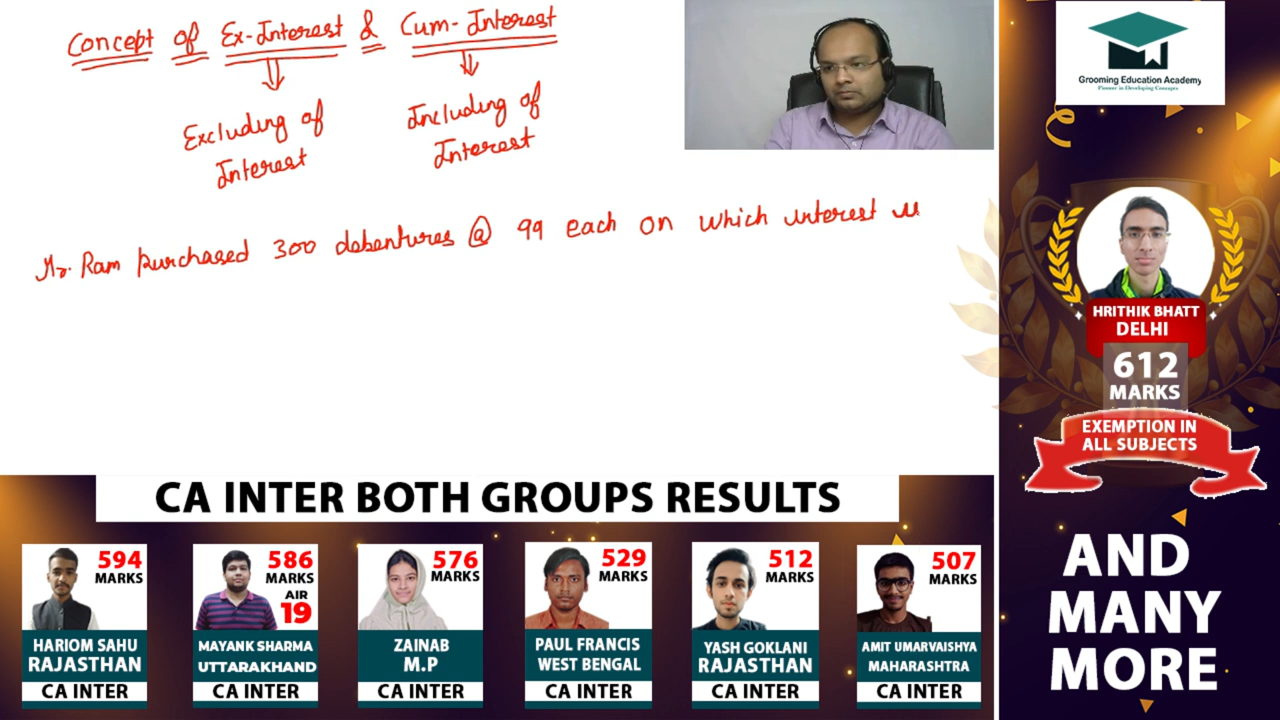 Concept of Ex-Interest & Cum-Interest
Excluding of
Interest
Including of
Interest
Mr. Ram purchased 300 debentures @ 99 each on which interest
Grooming Education Academy
Pioneer in Developing Concepts
HRITHIK BHATT
DELHI
612
MARKS
EXEMPTION IN
ALL SUBJECTS
AND
MANY
MORE
CA INTER BOTH GROUPS RESULTS
594
MARKS
HARIOM SAHU
RAJASTHAN
CA INTER
586
MARKS
AIR
19
MAYANK SHARMA
UTTARAKHAND
CA INTER
576
MARKS
ZAINAB
M.P
CA INTER
529
MARKS
PAUL FRANCIS
WEST BENGAL
CA INTER
512
MARKS
YASH GOKLANI
RAJASTHAN
CA INTER
507
MARKS
AMIT UMARVAISHYA
MAHARASHTRA
CA INTER